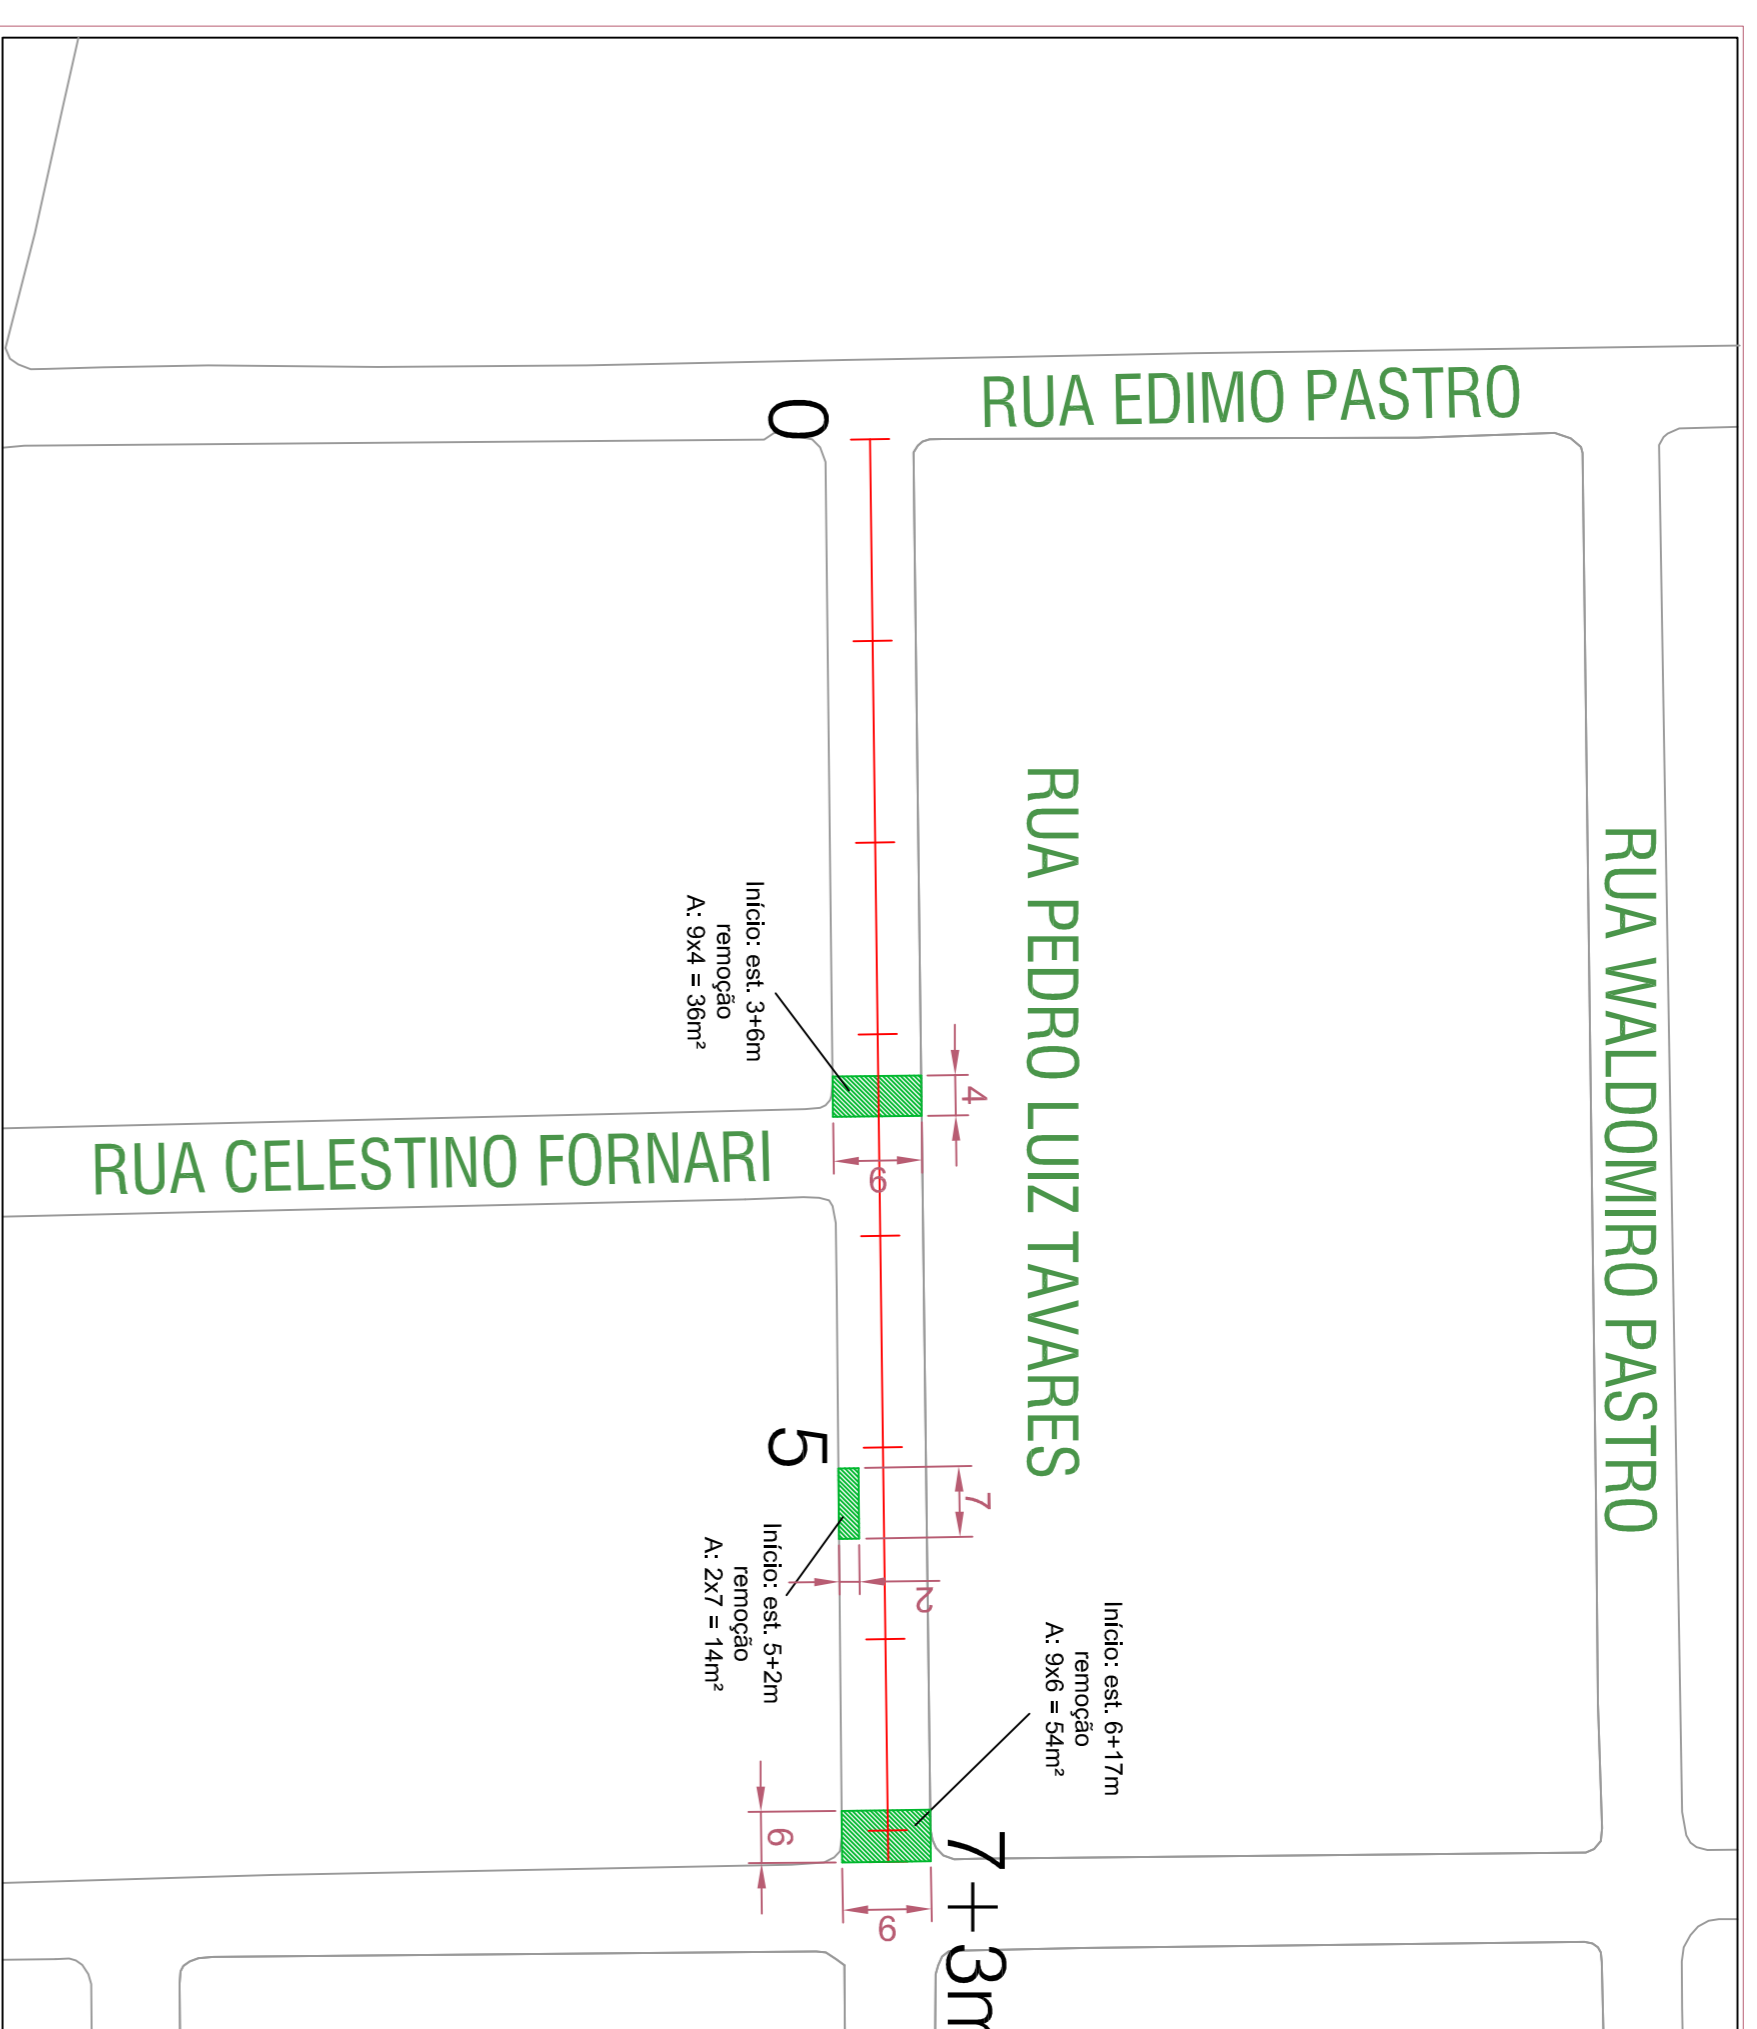 RUA EDIMO PASTRO
0
RUA PEDRO LUIZ TAVARES
RUA WALDOMIRO PASTRO
Início: est. 3+6m
remoção
A: 9x4 = 36m²
4
9
RUA CELESTINO FORNARI
5
7
2
Início: est. 5+2m
remoção
A: 2x7 = 14m²
Início: est. 6+17m
remoção
A: 9x6 = 54m²
6
9
7+3m